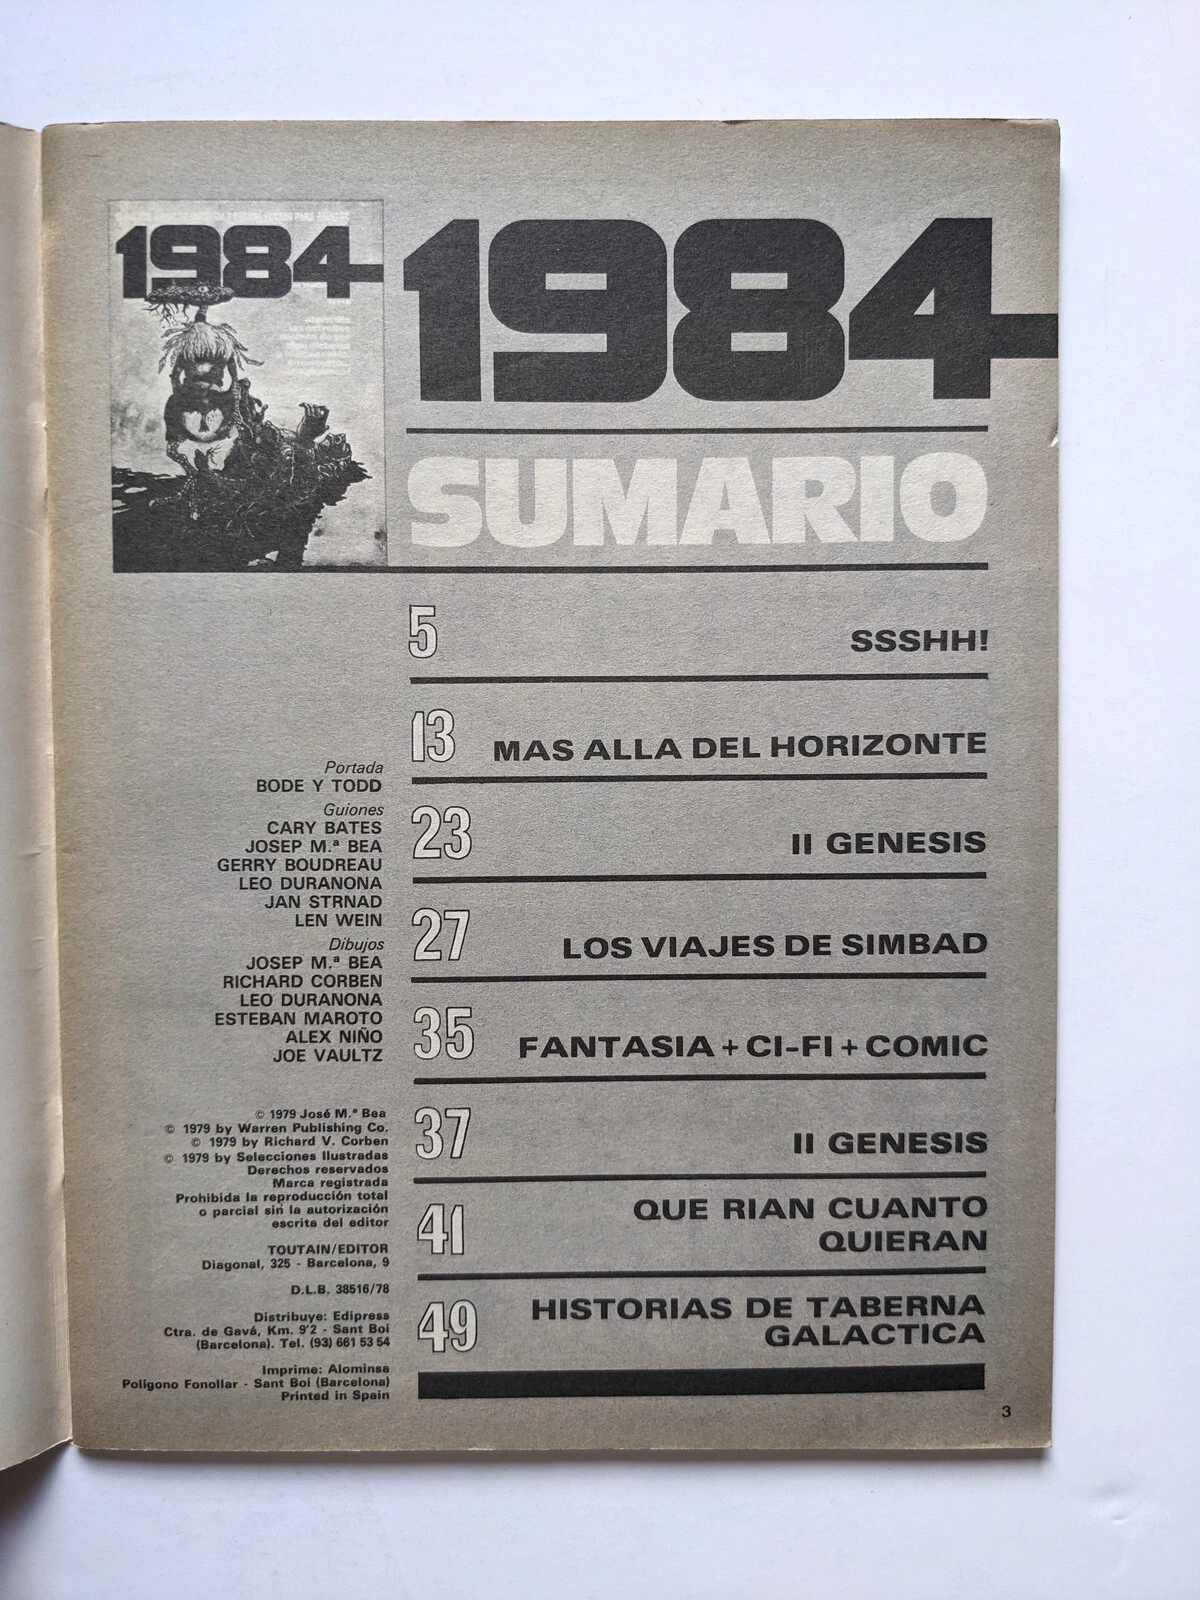 1984
1984
SUMARIO
5 SSSHH!
13 MAS ALLA DEL HORIZONTE
23 II GENESIS
27 LOS VIAJES DE SIMBAD
35 FANTASIA + CI-FI + COMIC
37 II GENESIS
41 QUE RIAN CUANTO
QUIERAN
49 HISTORIAS DE TABERNA
GALACTICA
Portada
BODE Y TODD
Guiones
CARY BATES
JOSEP M.ª BEA
GERRY BOUDREAU
LEO DURANONA
JAN STRNAD
LEN WEIN
Dibujos
JOSEP M.ª BEA
RICHARD CORBEN
LEO DURANONA
ESTEBAN MAROTO
ALEX NIÑO
JOE VAULTZ
© 1979 José M.ª Bea
© 1979 by Warren Publishing Co.
© 1979 by Richard V. Corben
© 1979 by Selecciones Ilustradas
Derechos reservados
Marca registrada
Prohibida la reproducción total
o parcial sin la autorización
escrita del editor
TOUTAIN/EDITOR
Diagonal, 325 - Barcelona, 9
D.L.B. 38516/78
Distribuye: Edipress
Ctra. de Gavá, Km. 9'2 - Sant Boi
(Barcelona). Tel. (93) 661 53 54
Imprime: Alominsa
Poligono Fonollar - Sant Boi (Barcelona)
Printed in Spain
3